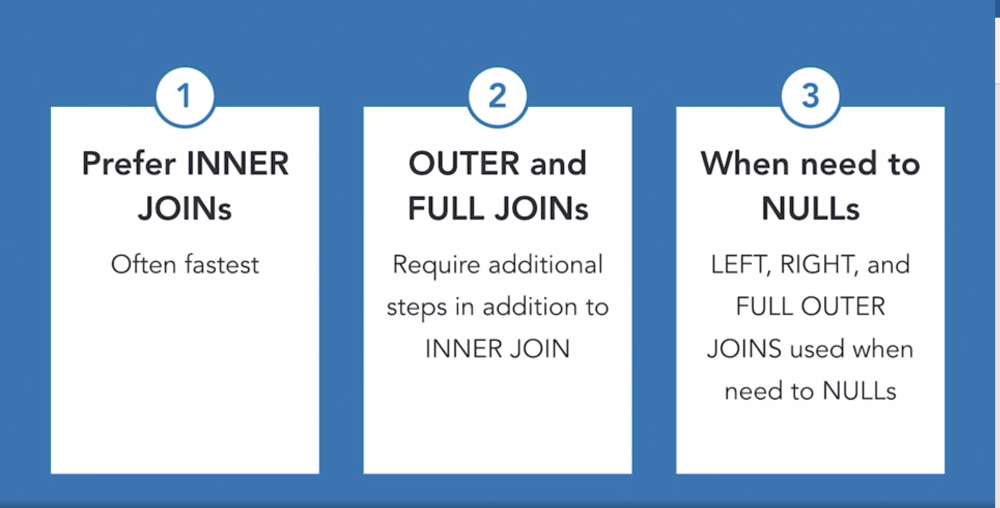 1
Prefer INNER
JOINs
Often fastest
2
OUTER and
FULL JOINs
Require additional
steps in addition to
INNER JOIN
3
When need to
NULLs
LEFT, RIGHT, and
FULL OUTER
JOINS used when
need to NULLs